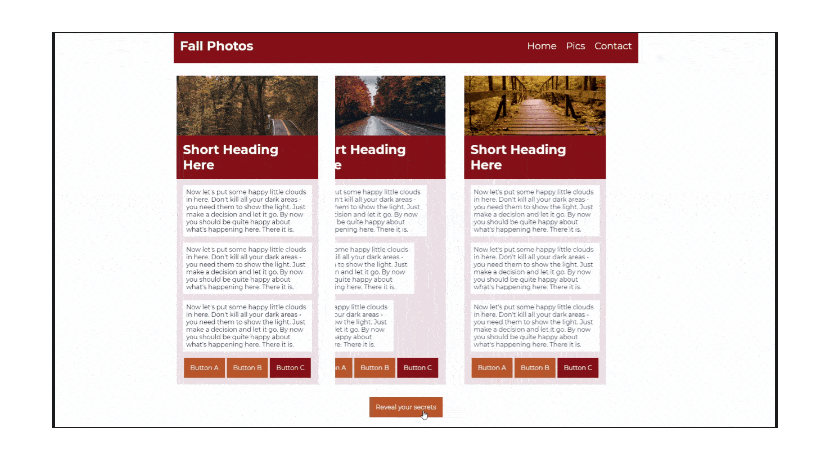 Fall Photos
Home Pics Contact
Short Heading
Here
Now let's put some happy little clouds
in here. Don't kill all your dark areas -
you need them to show the light. Just
make a decision and let it go. By now
you should be quite happy about
what's happening here. There it is.
Now let's put some happy little clouds
in here. Don't kill all your dark areas -
you need them to show the light. Just
make a decision and let it go. By now
you should be quite happy about
what's happening here. There it is.
Now let's put some happy little clouds
in here. Don't kill all your dark areas -
you need them to show the light. Just
make a decision and let it go. By now
you should be quite happy about
what's happening here. There it is.
Button A Button B Button C
rt Heading
e
some happy little clouds
kill all your dark areas -
to show the light. Just
and let it go. By now
be quite happy about
here. There it is.
happy little clouds
all your dark areas -
to show the light. Just
and let it go. By now
quite happy about
here. There it is.
little clouds
dark areas -
the light. Just
let it go. By now
about
here. There it is.
A Button B Button C
Short Heading
Here
Now let's put some happy little clouds
in here. Don't kill all your dark areas -
you need them to show the light. Just
make a decision and let it go. By now
you should be quite happy about
what's happening here. There it is.
Now let's put some happy little clouds
in here. Don't kill all your dark areas -
you need them to show the light. Just
make a decision and let it go. By now
you should be quite happy about
what's happening here. There it is.
Now let's put some happy little clouds
in here. Don't kill all your dark areas -
you need them to show the light. Just
make a decision and let it go. By now
you should be quite happy about
what's happening here. There it is.
Button A Button B Button C
Reveal your secrets